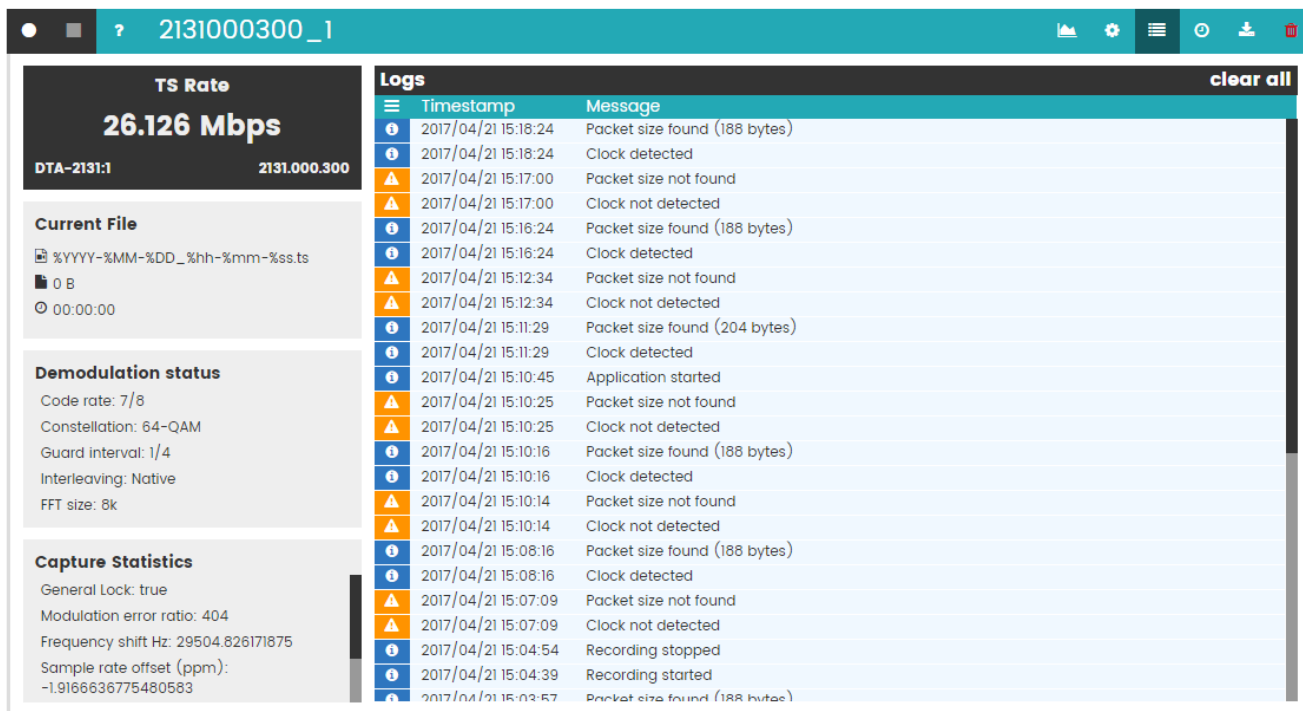 ? 2131000300_1
TS Rate
26.126 Mbps
DTA-2131:1 2131.000.300
Current File
%YYYY-%MM-%DD_%hh-%mm-%ss.ts
0 B
00:00:00
Demodulation status
Code rate: 7/8
Constellation: 64-QAM
Guard interval: 1/4
Interleaving: Native
FFT size: 8k
Capture Statistics
General Lock: true
Modulation error ratio: 404
Frequency shift Hz: 29504.826171875
Sample rate offset (ppm):
-1.9166636775480583
Logs clear all
Timestamp Message
2017/04/21 15:18:24 Packet size found (188 bytes)
2017/04/21 15:18:24 Clock detected
2017/04/21 15:17:00 Packet size not found
2017/04/21 15:17:00 Clock not detected
2017/04/21 15:16:24 Packet size found (188 bytes)
2017/04/21 15:16:24 Clock detected
2017/04/21 15:12:34 Packet size not found
2017/04/21 15:12:34 Clock not detected
2017/04/21 15:11:29 Packet size found (204 bytes)
2017/04/21 15:11:29 Clock detected
2017/04/21 15:10:45 Application started
2017/04/21 15:10:25 Packet size not found
2017/04/21 15:10:25 Clock not detected
2017/04/21 15:10:16 Packet size found (188 bytes)
2017/04/21 15:10:16 Clock detected
2017/04/21 15:10:14 Packet size not found
2017/04/21 15:10:14 Clock not detected
2017/04/21 15:08:16 Packet size found (188 bytes)
2017/04/21 15:08:16 Clock detected
2017/04/21 15:07:09 Packet size not found
2017/04/21 15:07:09 Clock not detected
2017/04/21 15:04:54 Recording stopped
2017/04/21 15:04:39 Recording started
2017/04/21 15:03:57 Packet size found (188 bytes)